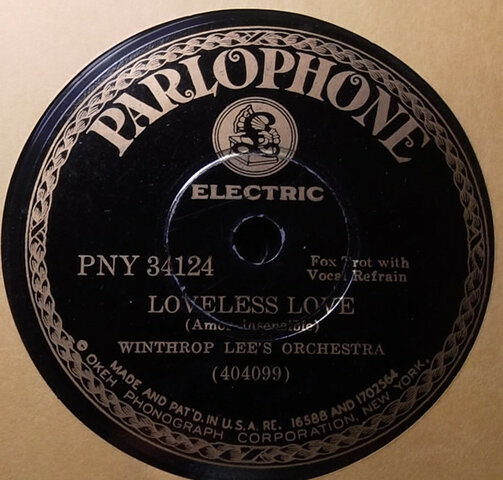 PARLOPHONE
£
ELECTRIC
PNY 34124
Fox Trot with
Vocal Refrain
LOVELESS LOVE
(Amor Insensible)
WINTHROP LEE'S ORCHESTRA
(404099)
MADE AND PAT'D. IN U.S.A. RE. 16588 AND 1702564
OKEH PHONOGRAPH CORPORATION, NEW YORK.